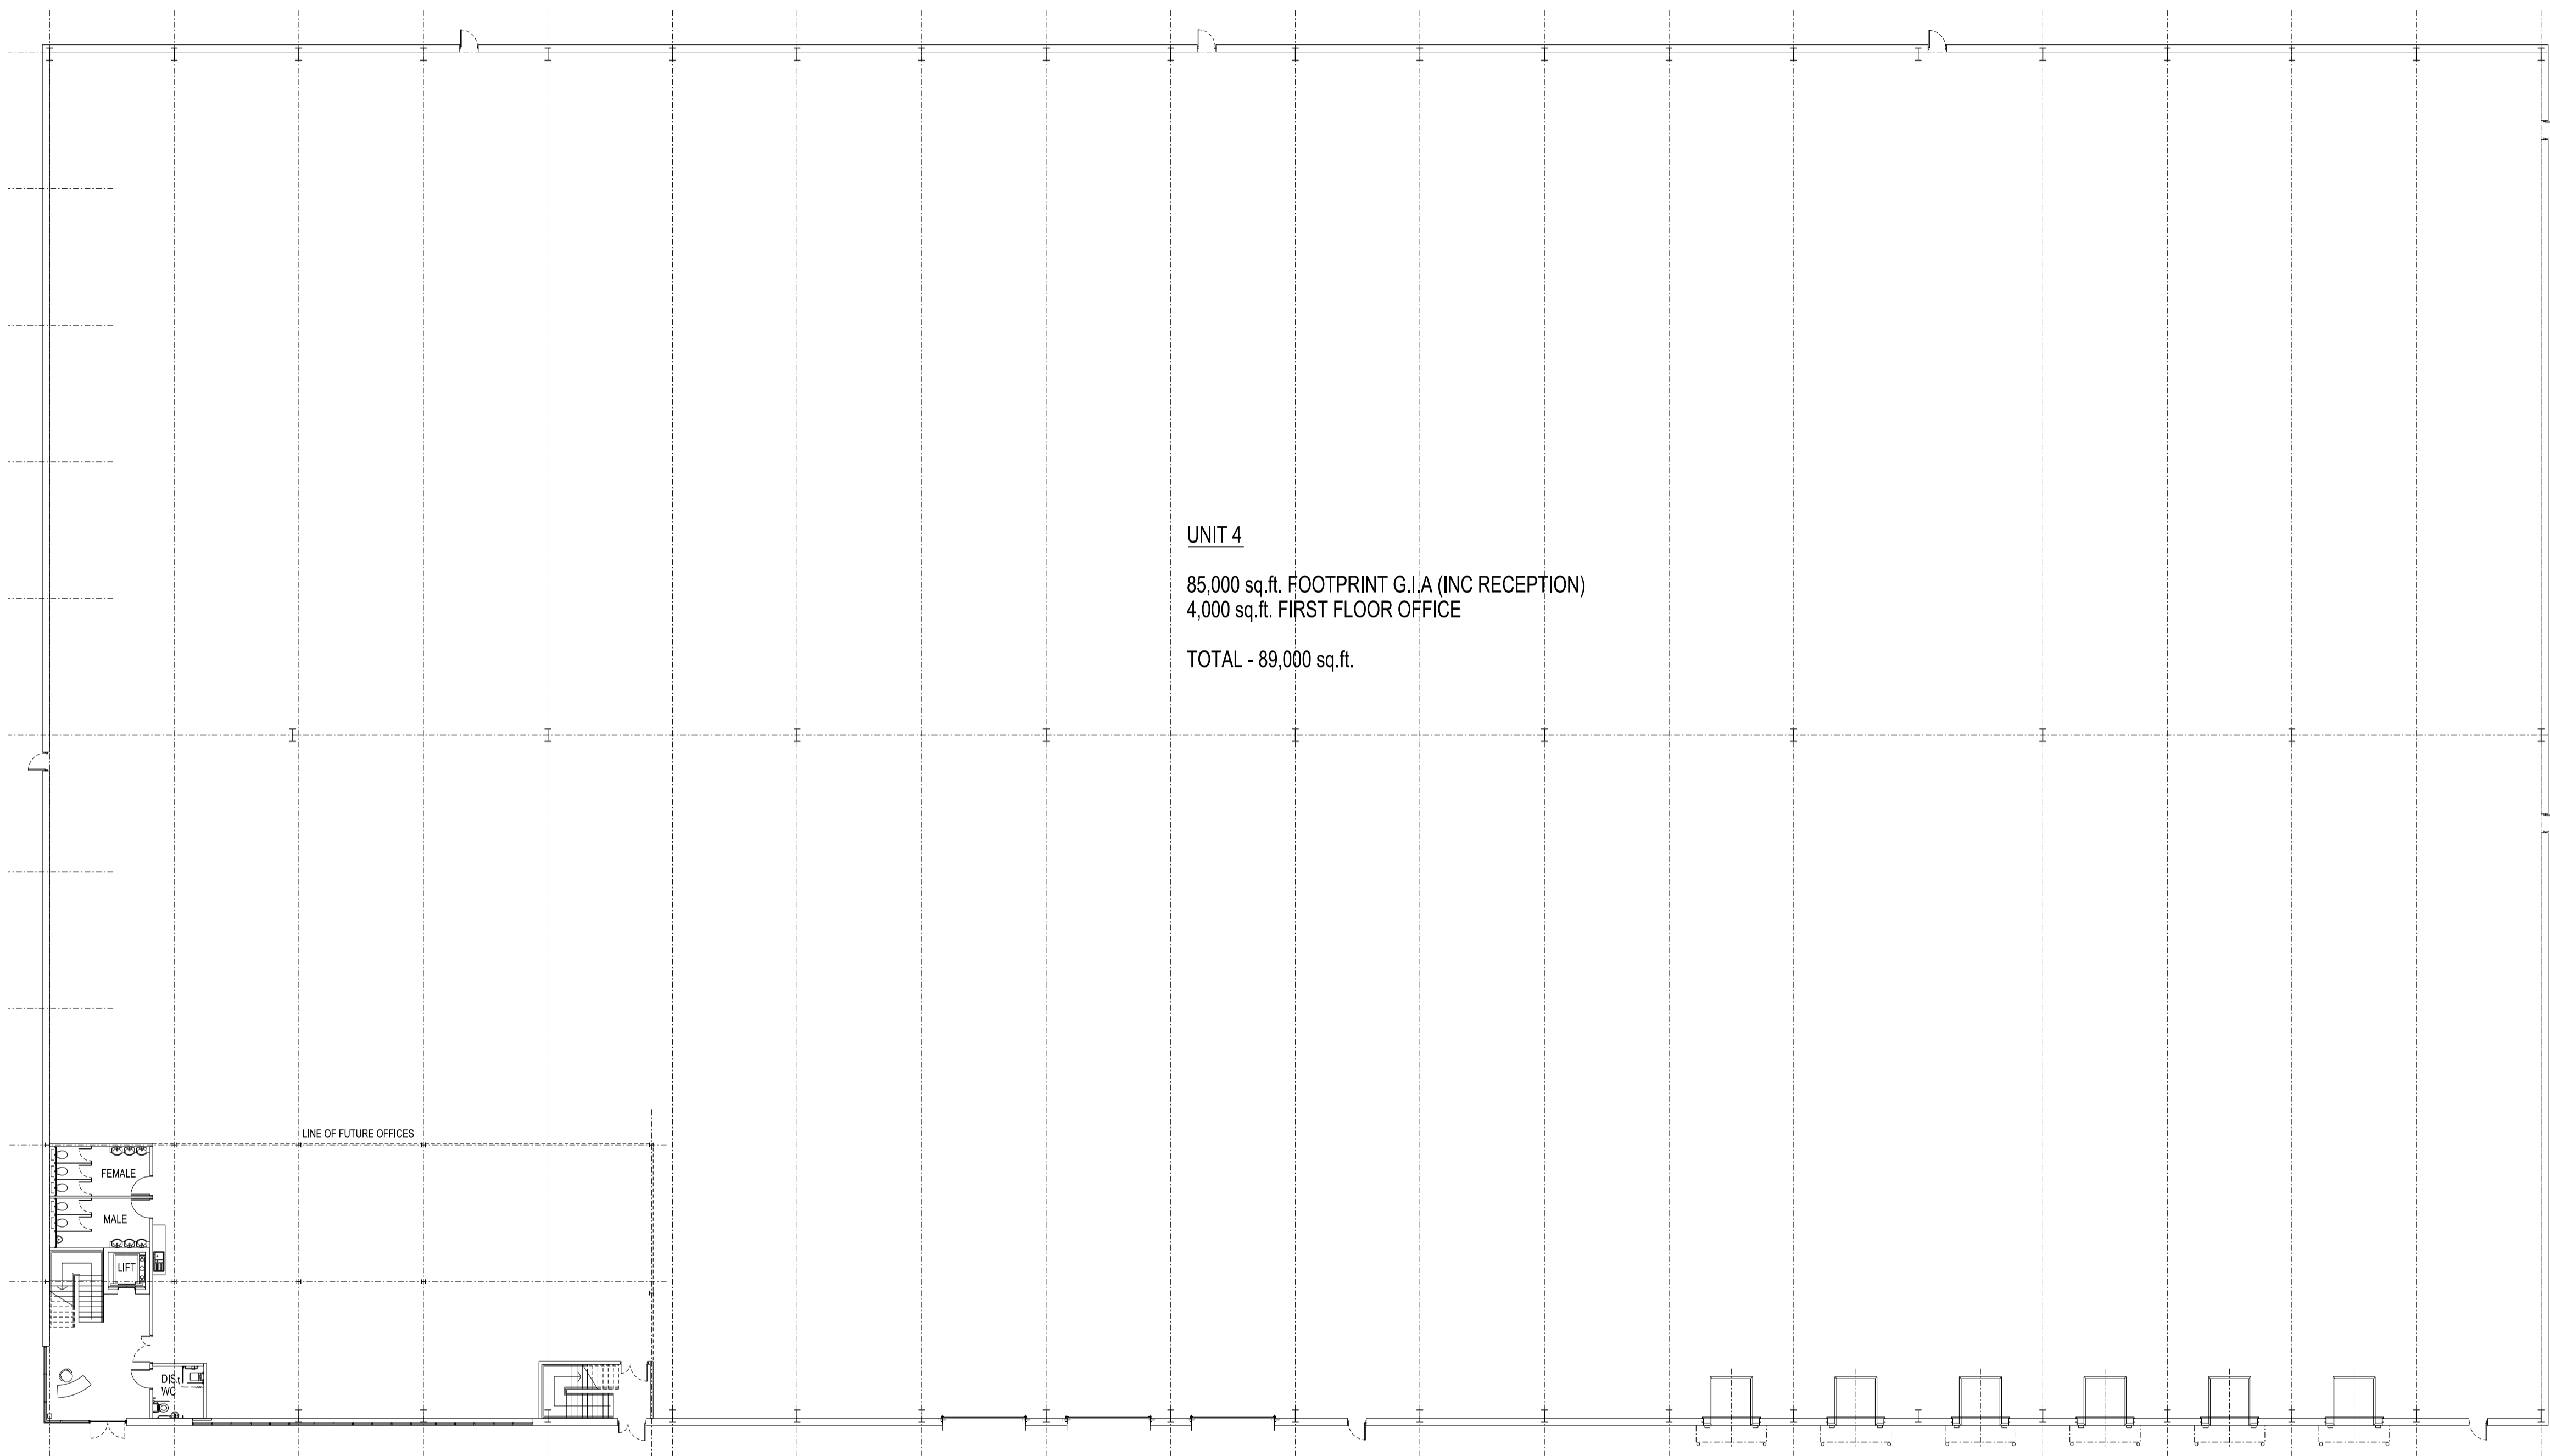 UNIT 4
85,000 sq.ft. FOOTPRINT G.I.A (INC RECEPTION)
4,000 sq.ft. FIRST FLOOR OFFICE
TOTAL - 89,000 sq.ft.
LINE OF FUTURE OFFICES
FEMALE
MALE
LIFT
DIS.
WC